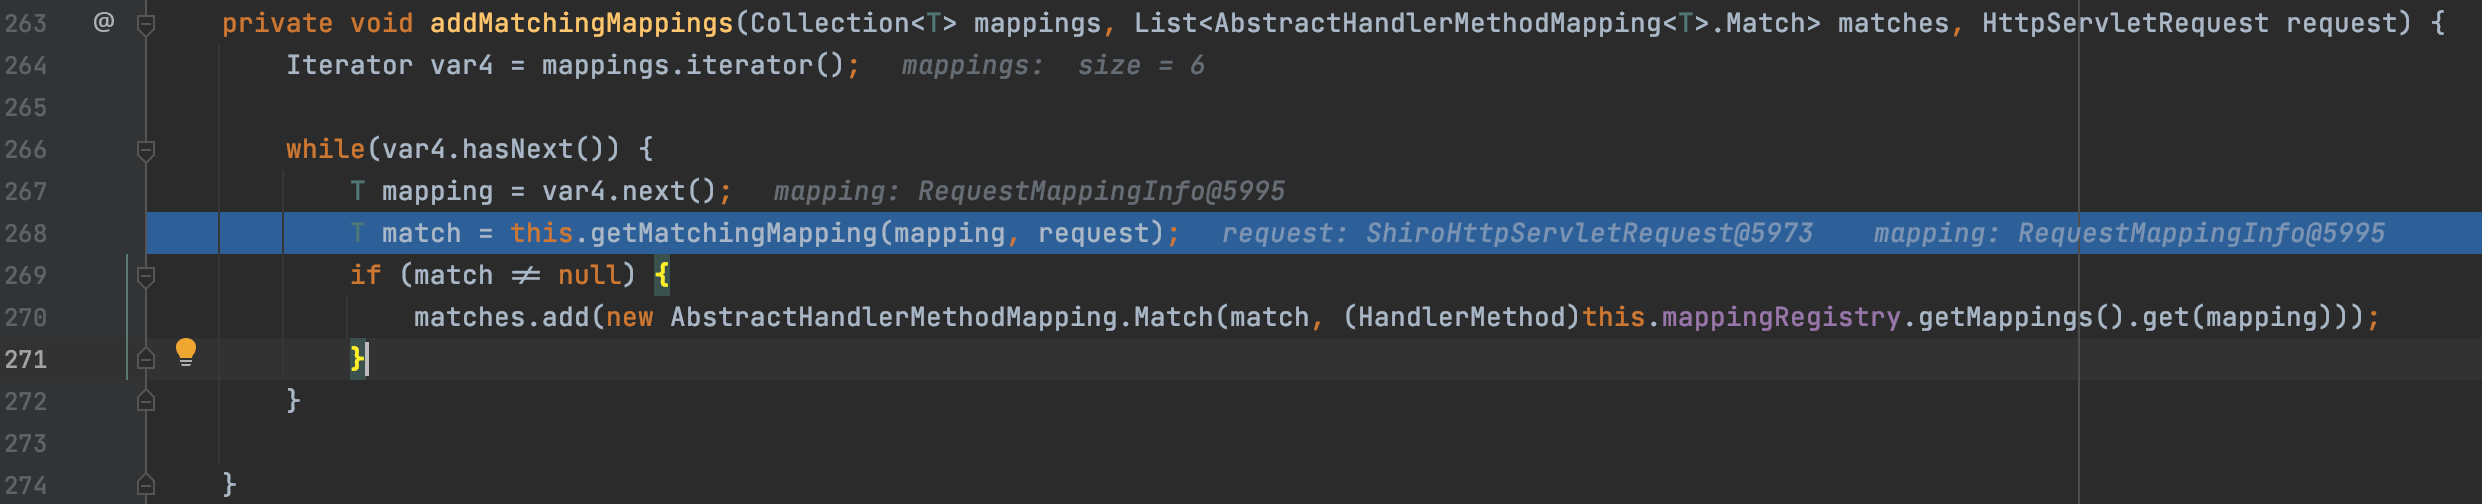 263 @ private void addMatchingMappings(Collection<T> mappings, List<AbstractHandlerMethodMapping<T>.Match> matches, HttpServletRequest request) {
264 Iterator var4 = mappings.iterator(); mappings: size = 6
265
266 while(var4.hasNext()) {
267 T mapping = var4.next(); mapping: RequestMappingInfo@5995
268 T match = this.getMatchingMapping(mapping, request); request: ShiroHttpServletRequest@5973 mapping: RequestMappingInfo@5995
269 if (match ≠ null) {
270 matches.add(new AbstractHandlerMethodMapping.Match(match, (HandlerMethod)this.mappingRegistry.getMappings().get(mapping)));
271 }
272 }
273
274 }